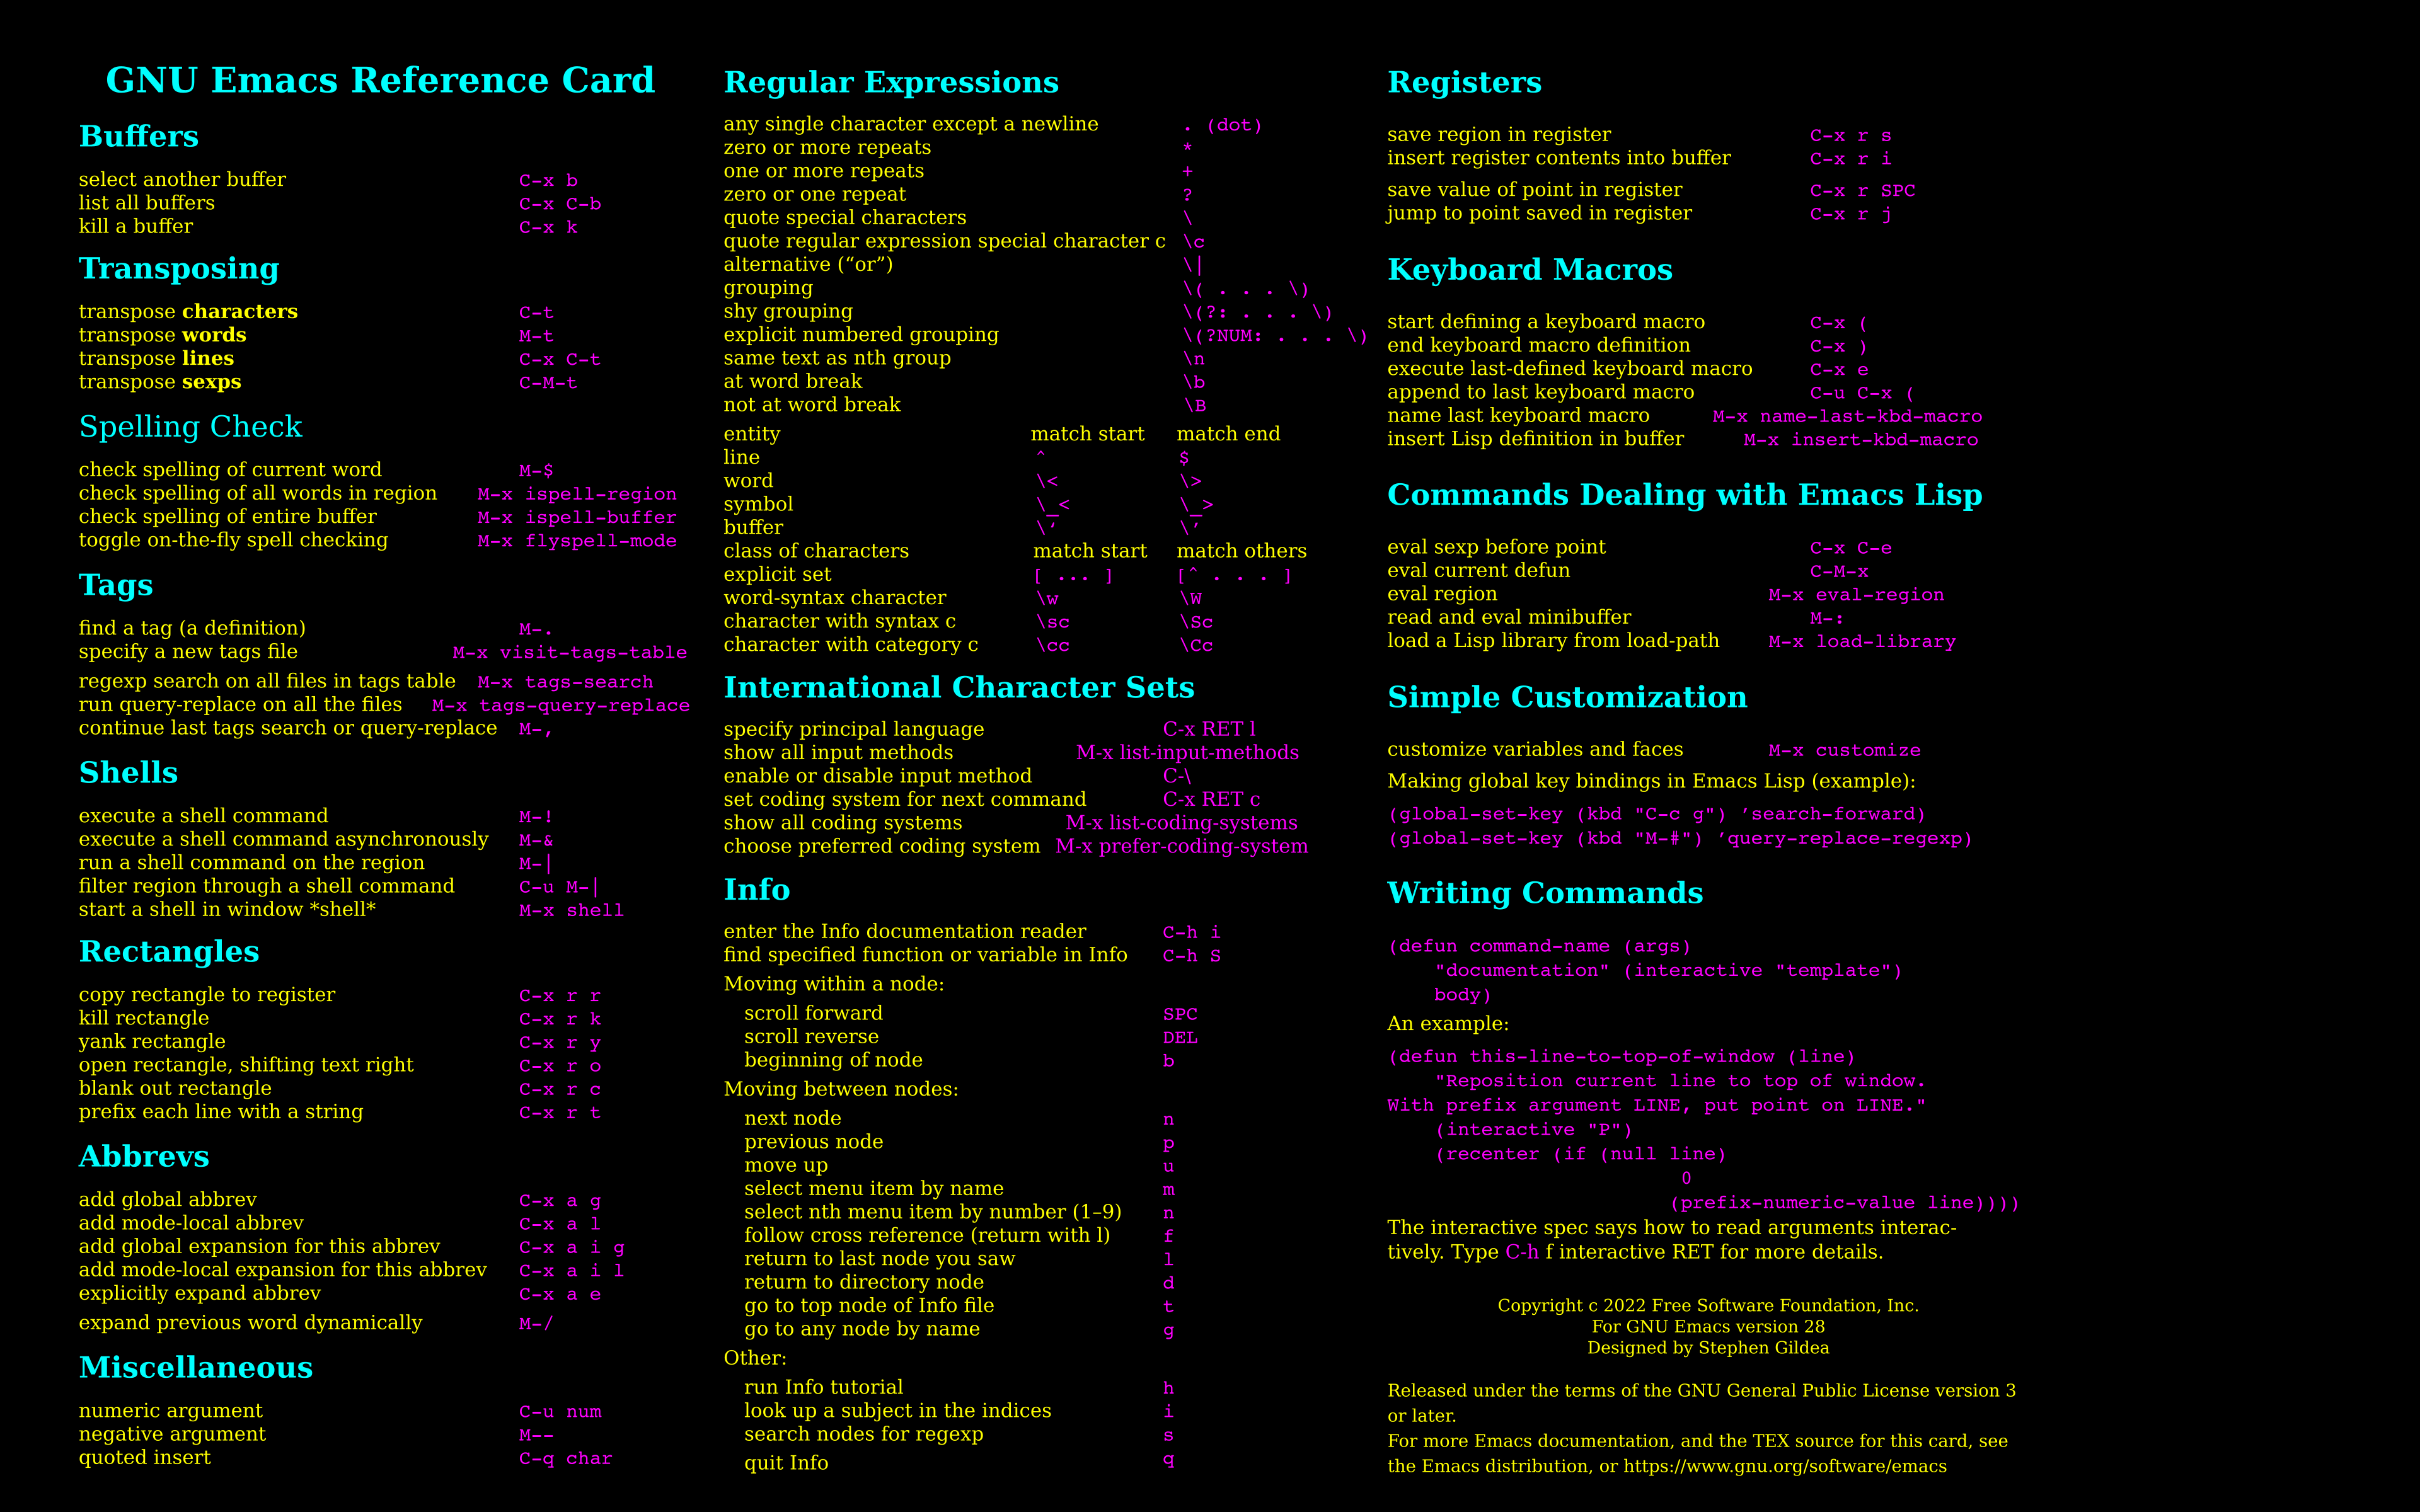 GNU Emacs Reference Card
Buffers
select another buffer C-x b
list all buffers C-x C-b
kill a buffer C-x k
Transposing
transpose characters C-t
transpose words M-t
transpose lines C-x C-t
transpose sexps C-M-t
Spelling Check
check spelling of current word M-$
check spelling of all words in region M-x ispell-region
check spelling of entire buffer M-x ispell-buffer
toggle on-the-fly spell checking M-x flyspell-mode
Tags
find a tag (a definition) M-.
specify a new tags file M-x visit-tags-table
regexp search on all files in tags table M-x tags-search
run query-replace on all the files M-x tags-query-replace
continue last tags search or query-replace M-,
Shells
execute a shell command M-!
execute a shell command asynchronously M-&
run a shell command on the region M-|
filter region through a shell command C-u M-|
start a shell in window *shell* M-x shell
Rectangles
copy rectangle to register C-x r r
kill rectangle C-x r k
yank rectangle C-x r y
open rectangle, shifting text right C-x r o
blank out rectangle C-x r c
prefix each line with a string C-x r t
Abbrevs
add global abbrev C-x a g
add mode-local abbrev C-x a l
add global expansion for this abbrev C-x a i g
add mode-local expansion for this abbrev C-x a i l
explicitly expand abbrev C-x a e
expand previous word dynamically M-/
Miscellaneous
numeric argument C-u num
negative argument M--
quoted insert C-q char
Regular Expressions
any single character except a newline . (dot)
zero or more repeats *
one or more repeats +
zero or one repeat ?
quote special characters \
quote regular expression special character c \c
alternative (“or”) \|
grouping \( . . . \)
shy grouping \(?: . . . \)
explicit numbered grouping \(?NUM: . . . \)
same text as nth group \n
at word break \b
not at word break \B
entity match start match end
line ^ $
word \< \>
symbol \_< \_>
buffer \‘ \’
class of characters match start match others
explicit set [ ... ] [^ . . . ]
word-syntax character \w \W
character with syntax c \sc \Sc
character with category c \cc \Cc
International Character Sets
specify principal language C-x RET l
show all input methods M-x list-input-methods
enable or disable input method C-\
set coding system for next command C-x RET c
show all coding systems M-x list-coding-systems
choose preferred coding system M-x prefer-coding-system
Info
enter the Info documentation reader C-h i
find specified function or variable in Info C-h S
Moving within a node:
scroll forward SPC
scroll reverse DEL
beginning of node b
Moving between nodes:
next node n
previous node p
move up u
select menu item by name m
select nth menu item by number (1–9) n
follow cross reference (return with l) f
return to last node you saw l
return to directory node d
go to top node of Info file t
go to any node by name g
Other:
run Info tutorial h
look up a subject in the indices i
search nodes for regexp s
quit Info q
Registers
save region in register C-x r s
insert register contents into buffer C-x r i
save value of point in register C-x r SPC
jump to point saved in register C-x r j
Keyboard Macros
start defining a keyboard macro C-x (
end keyboard macro definition C-x )
execute last-defined keyboard macro C-x e
append to last keyboard macro C-u C-x (
name last keyboard macro M-x name-last-kbd-macro
insert Lisp definition in buffer M-x insert-kbd-macro
Commands Dealing with Emacs Lisp
eval sexp before point C-x C-e
eval current defun C-M-x
eval region M-x eval-region
read and eval minibuffer M-:
load a Lisp library from load-path M-x load-library
Simple Customization
customize variables and faces M-x customize
Making global key bindings in Emacs Lisp (example):
(global-set-key (kbd "C-c g") ’search-forward)
(global-set-key (kbd "M-#") ’query-replace-regexp)
Writing Commands
(defun command-name (args)
"documentation" (interactive "template")
body)
An example:
(defun this-line-to-top-of-window (line)
"Reposition current line to top of window.
With prefix argument LINE, put point on LINE."
(interactive "P")
(recenter (if (null line)
0
(prefix-numeric-value line))))
The interactive spec says how to read arguments interac-
tively. Type C-h f interactive RET for more details.
Copyright c 2022 Free Software Foundation, Inc.
For GNU Emacs version 28
Designed by Stephen Gildea
Released under the terms of the GNU General Public License version 3
or later.
For more Emacs documentation, and the TEX source for this card, see
the Emacs distribution, or https://www.gnu.org/software/emacs